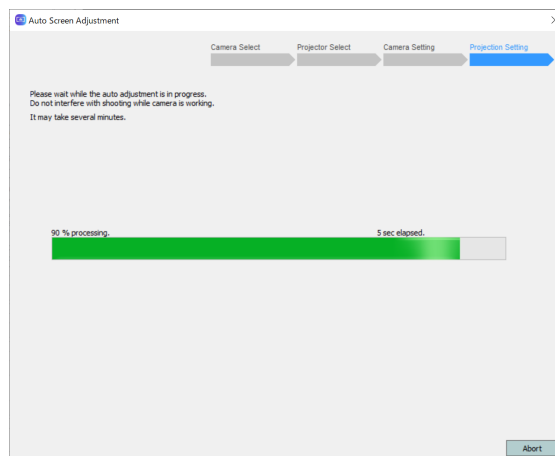 Auto Screen Adjustment
Camera Select Projector Select Camera Setting Projection Setting
Please wait while the auto adjustment is in progress.
Do not interfere with shooting while camera is working.
It may take several minutes.
90 % processing. 5 sec elapsed.
Abort